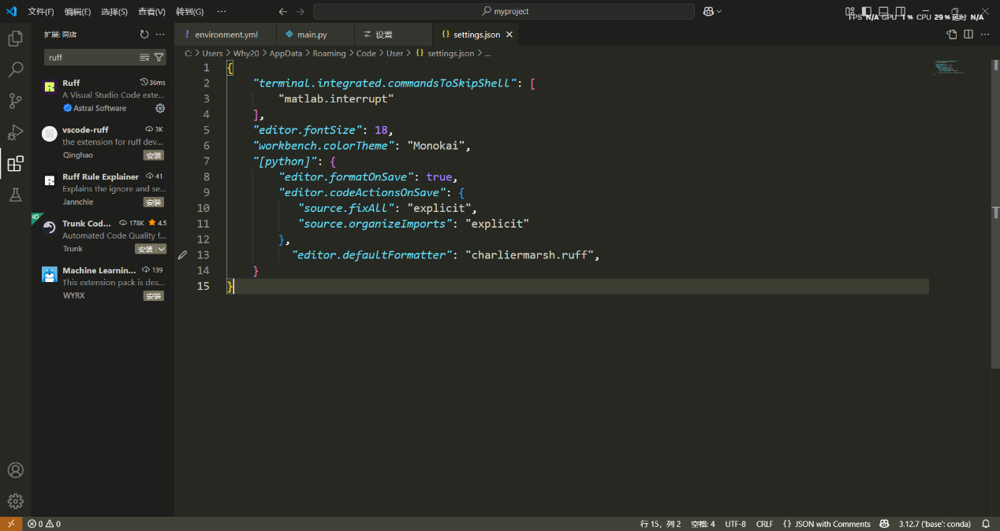 文件(F) 编辑(E) 选择(S) 查看(V) 转到(G) ···
myproject
FPS N/A GPU 1 % CPU 29 % 延时 N/A
扩展: 商店
ruff
Ruff 36ms
A Visual Studio Code exte...
Astral Software
vscode-ruff 3K
the extension for ruff dev...
Qinghao 安装
Ruff Rule Explainer 41
Explains the ignore and se...
Jannchie 安装
Trunk Cod... 178K 4.5
Automated Code Quality f...
Trunk 安装
Machine Learnin... 139
This extension pack is des...
WYRX 安装
! environment.yml main.py 设置 {} settings.json
C: > Users > Why20 > AppData > Roaming > Code > User > {} settings.json > ...
1 {
2 "terminal.integrated.commandsToSkipShell": [
3 "matlab.interrupt"
4 ],
5 "editor.fontSize": 18,
6 "workbench.colorTheme": "Monokai",
7 "[python]": {
8 "editor.formatOnSave": true,
9 "editor.codeActionsOnSave": {
10 "source.fixAll": "explicit",
11 "source.organizeImports": "explicit"
12 },
13 "editor.defaultFormatter": "charliermarsh.ruff",
14 }
15 }
0 0 行 15，列 2 空格: 4 UTF-8 CRLF {} JSON with Comments 3.12.7 ('base': conda)